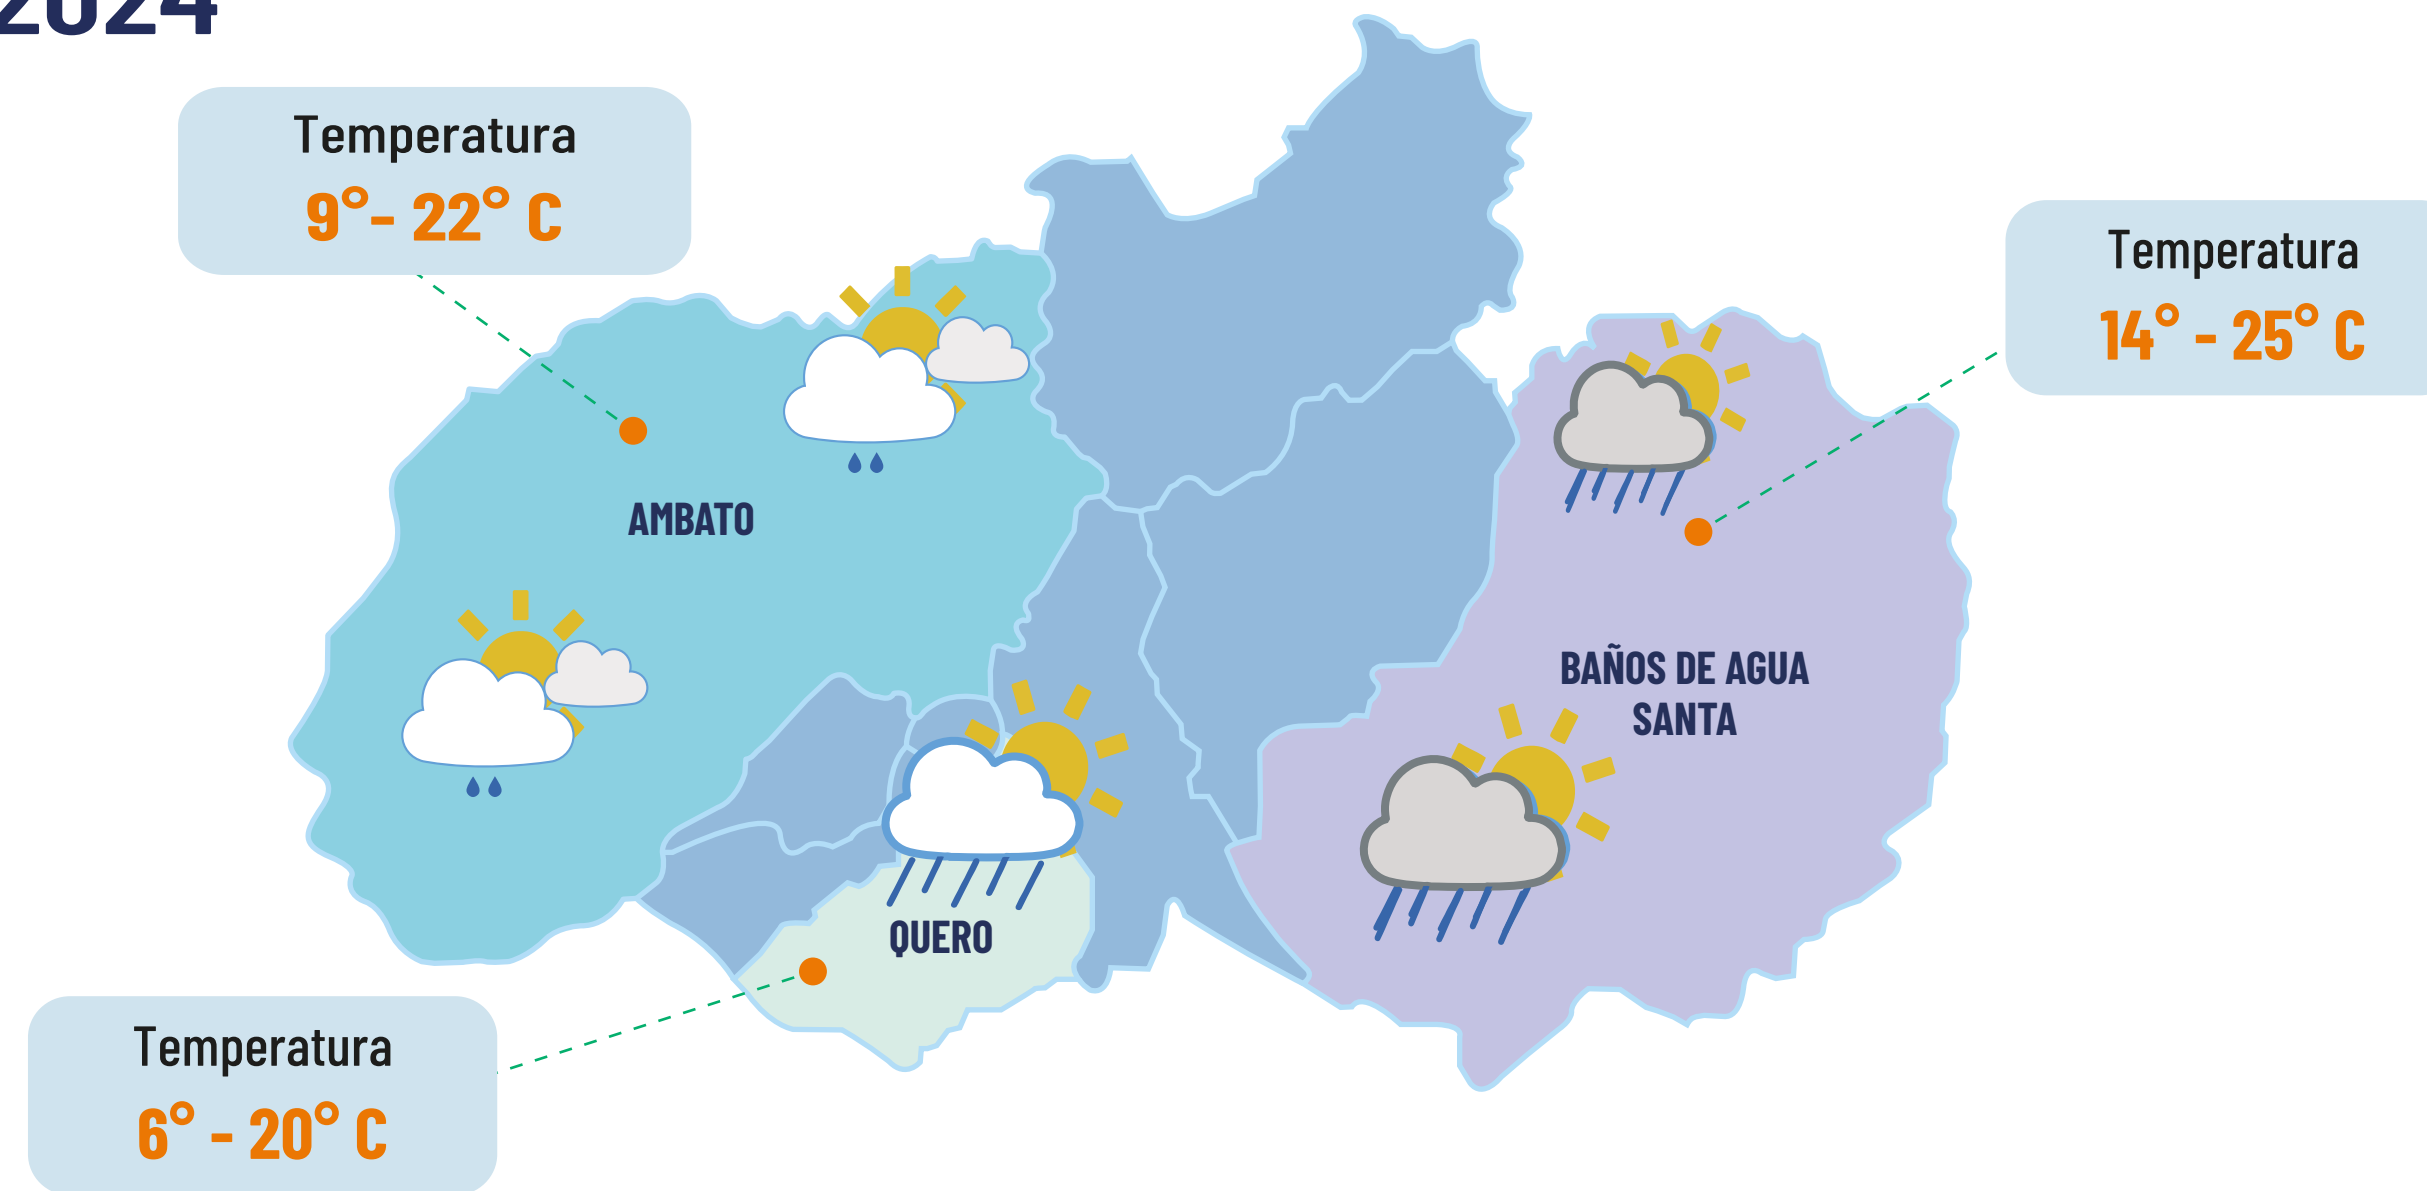 2024
Temperatura
9°- 22° C
Temperatura
14° - 25° C
AMBATO
BAÑOS DE AGUA
SANTA
QUERO
Temperatura
6° - 20° C